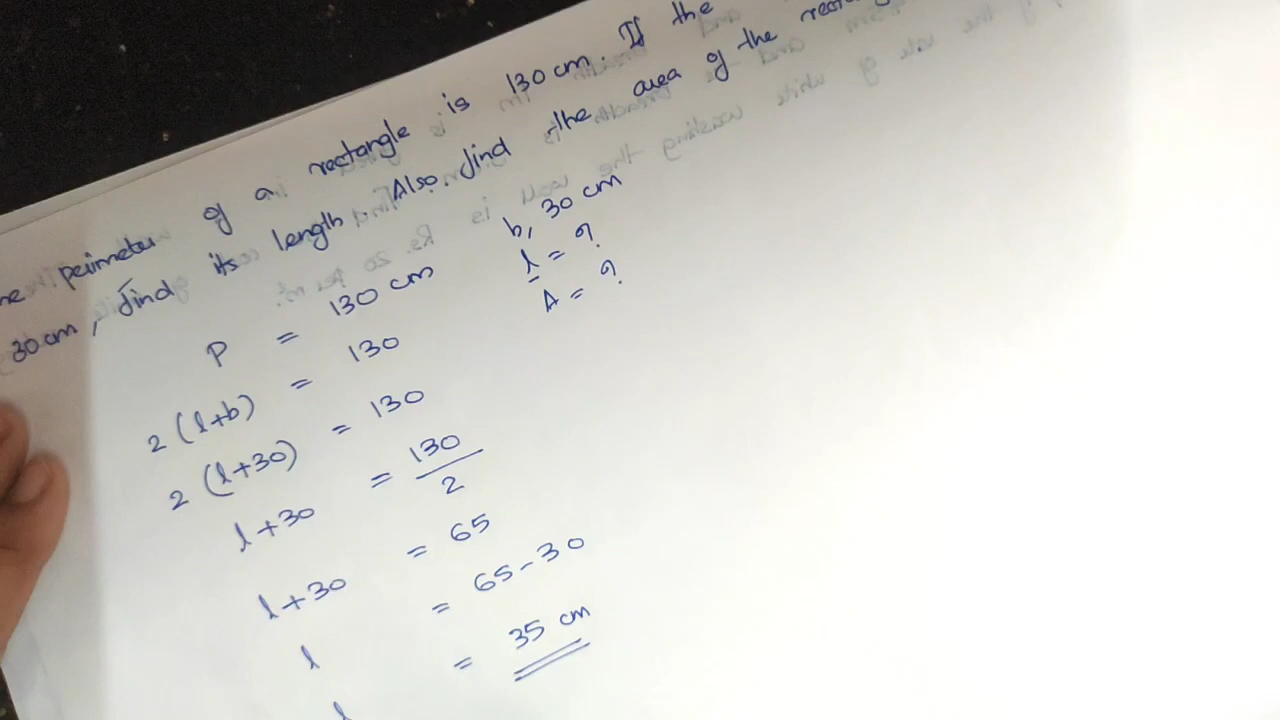 perimeter of a rectangle is 130 cm. If the
30 cm, find its length. Also, find the area of the
P = 130 cm
b, 30 cm
l = ?
A = ?
2 (l+b) = 130
2 (l+30) = 130
l+30 = 130/2
l+30 = 65
l = 65-30
l = 35 cm